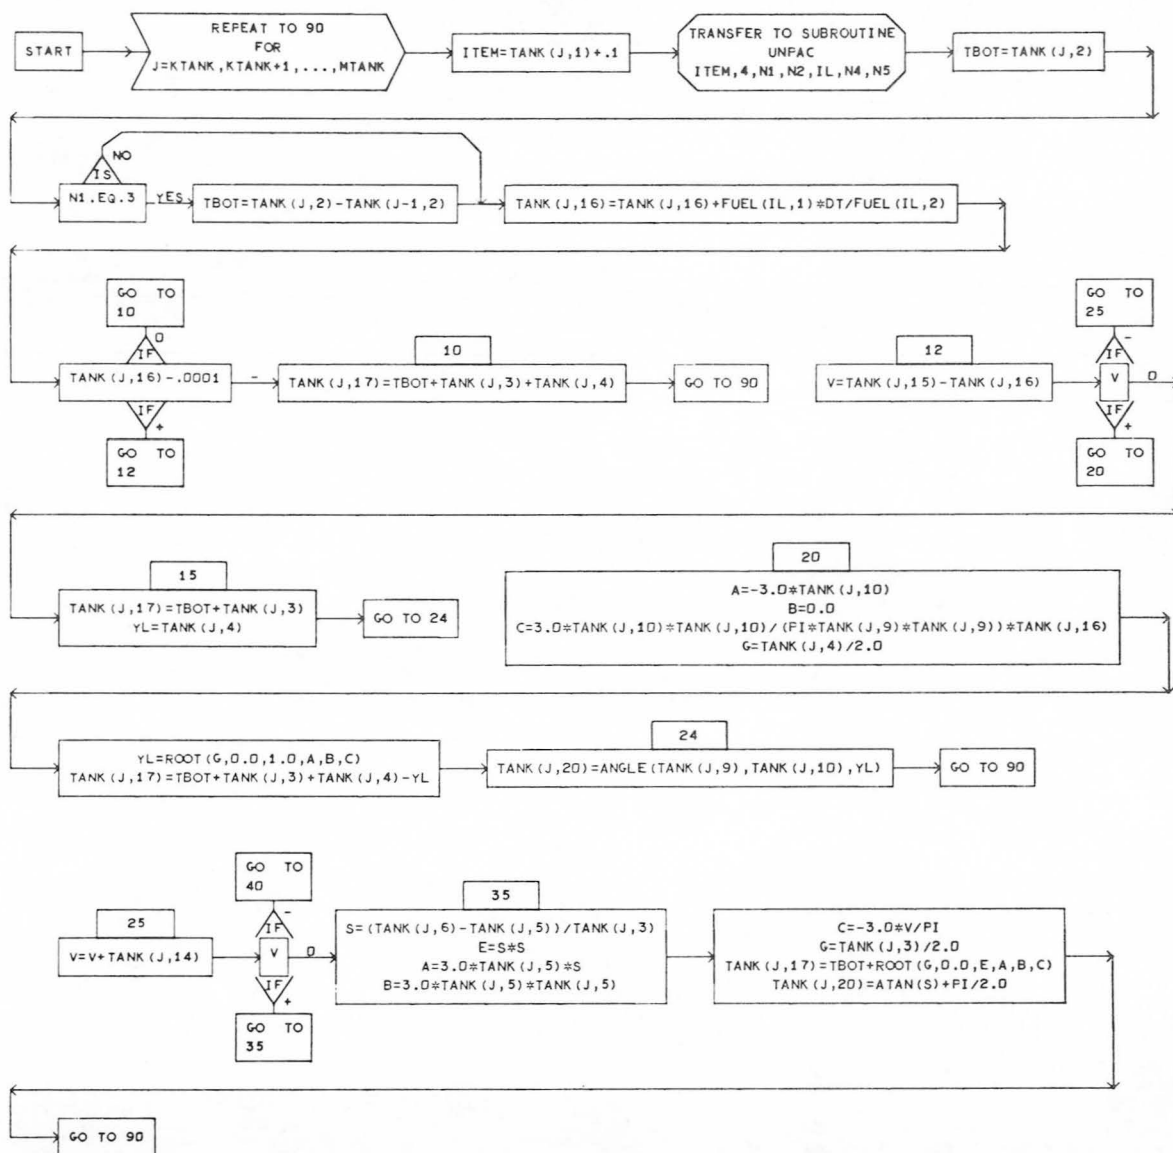 START
REPEAT TO 90
FOR
J=KTANK,KTANK+1,...,MTANK
ITEM=TANK(J,1)+.1
TRANSFER TO SUBROUTINE
UNPAC
ITEM,4,N1,N2,IL,N4,N5
TBOT=TANK(J,2)
NO
IS
N1.EQ.3
YES
TBOT=TANK(J,2)-TANK(J-1,2)
TANK(J,16)=TANK(J,16)+FUEL(IL,1)*DT/FUEL(IL,2)
GO TO
10
0
IF
TANK(J,16)-.0001
-
IF
+
GO TO
12
10
TANK(J,17)=TBOT+TANK(J,3)+TANK(J,4)
GO TO 90
12
V=TANK(J,15)-TANK(J,16)
GO TO
25
-
IF
V
0
IF
+
GO TO
20
15
TANK(J,17)=TBOT+TANK(J,3)
YL=TANK(J,4)
GO TO 24
20
A=-3.0*TANK(J,10)
B=0.0
C=3.0*TANK(J,10)*TANK(J,10)/(PI*TANK(J,9)*TANK(J,9))*TANK(J,16)
G=TANK(J,4)/2.0
YL=ROOT(G,0.0,1.0,A,B,C)
TANK(J,17)=TBOT+TANK(J,3)+TANK(J,4)-YL
24
TANK(J,20)=ANGLE(TANK(J,9),TANK(J,10),YL)
GO TO 90
25
V=V+TANK(J,14)
GO TO
40
-
IF
V
0
IF
+
GO TO
35
35
S=(TANK(J,6)-TANK(J,5))/TANK(J,3)
E=S*S
A=3.0*TANK(J,5)*S
B=3.0*TANK(J,5)*TANK(J,5)
C=-3.0*V/PI
G=TANK(J,3)/2.0
TANK(J,17)=TBOT+ROOT(G,0.0,E,A,B,C)
TANK(J,20)=ATAN(S)+PI/2.0
GO TO 90